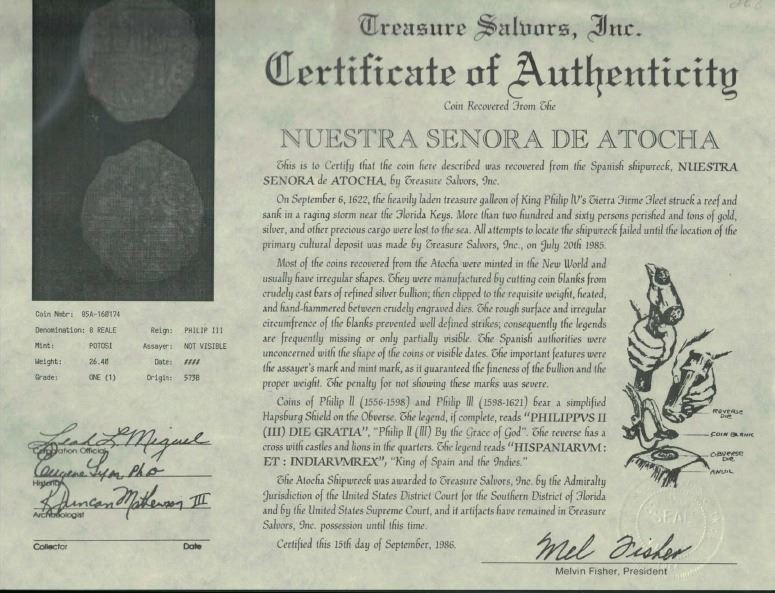 Treasure Salvors, Inc.
Certificate of Authenticity
Coin Recovered From The
NUESTRA SENORA DE ATOCHA
This is to Certify that the coin here described was recovered from the Spanish shipwreck, NUESTRA
SENORA de ATOCHA, by Treasure Salvors, Inc.
On September 6, 1622, the heavily laden treasure galleon of King Philip lV's Tierra Firme Fleet struck a reef and
sank in a raging storm near the Florida Keys. More than two hundred and sixty persons perished and tons of gold,
silver, and other precious cargo were lost to the sea. All attempts to locate the shipwreck failed until the location of
the primary cultural deposit was made by Treasure Salvors, Inc., on July 20th 1985.
Most of the coins recovered from the Atocha were minted in the New World and
usually have irregular shapes. They were manufactured by cutting coin blanks from
crudely cast bars of refined silver bullion; then clipped to the requisite weight, heated,
and hand-hammered between crudely engraved dies. The rough surface and irregular
circumfrence of the blanks prevented well defined strikes; consequently the legends
are frequently missing or only partially visible. The Spanish authorities were
unconcerned with the shape of the coins or visible dates. The important features were
the assayer's mark and mint mark, as it guaranteed the fineness of the bullion and the
proper weight. The penalty for not showing these marks was severe.
Coins of Philip ll (1556-1598) and Philip lll (1598-1621) bear a simplified
Hapsburg Shield on the Obverse. The legend, if complete, reads "PHILIPPVS II
(III) DIE GRATIA", "Philip ll (lll) By the Grace of God". The reverse has a
cross with castles and lions in the quarters. The legend reads "HISPANIARVM :
ET : INDIARVMREX", "King of Spain and the Indies."
The Atocha Shipwreck was awarded to Treasure Salvors, Inc. by the Admiralty
Jurisdiction of the United States District Court for the Southern District of Florida
and by the United States Supreme Court, and it artifacts have remained in Treasure
Salvors, Inc. possession until this time.
Certified this 15th day of September, 1986.
Coin Nmbr: 85A-160174
Denomination: 8 REALE Reign: PHILIP III
Mint: POTOSI Assayer: NOT VISIBLE
Weight: 26.40 Date: ####
Grade: ONE (1) Origin: 573B
Leah L Miguel
Corporation Official
Eugene Lyon PhD
Historian
R Duncan Mathewson III
Archaeologist
Collector Date
REVERSE
DIE
COIN BLANK
OBVERSE
DIE
ANVIL
SEAL
Mel Fisher
Melvin Fisher, President